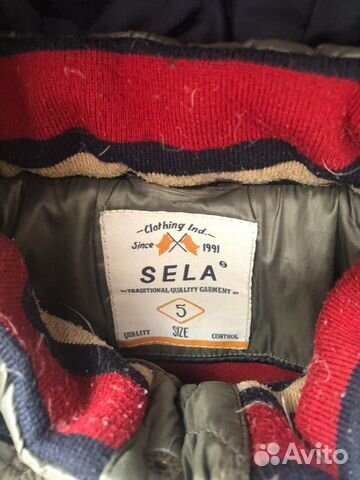 -Clothing Ind.-
Since 1991
SELA®
TRADITIONAL QUALITY GARMENT
5
QUALITY SIZE CONTROL
Avito